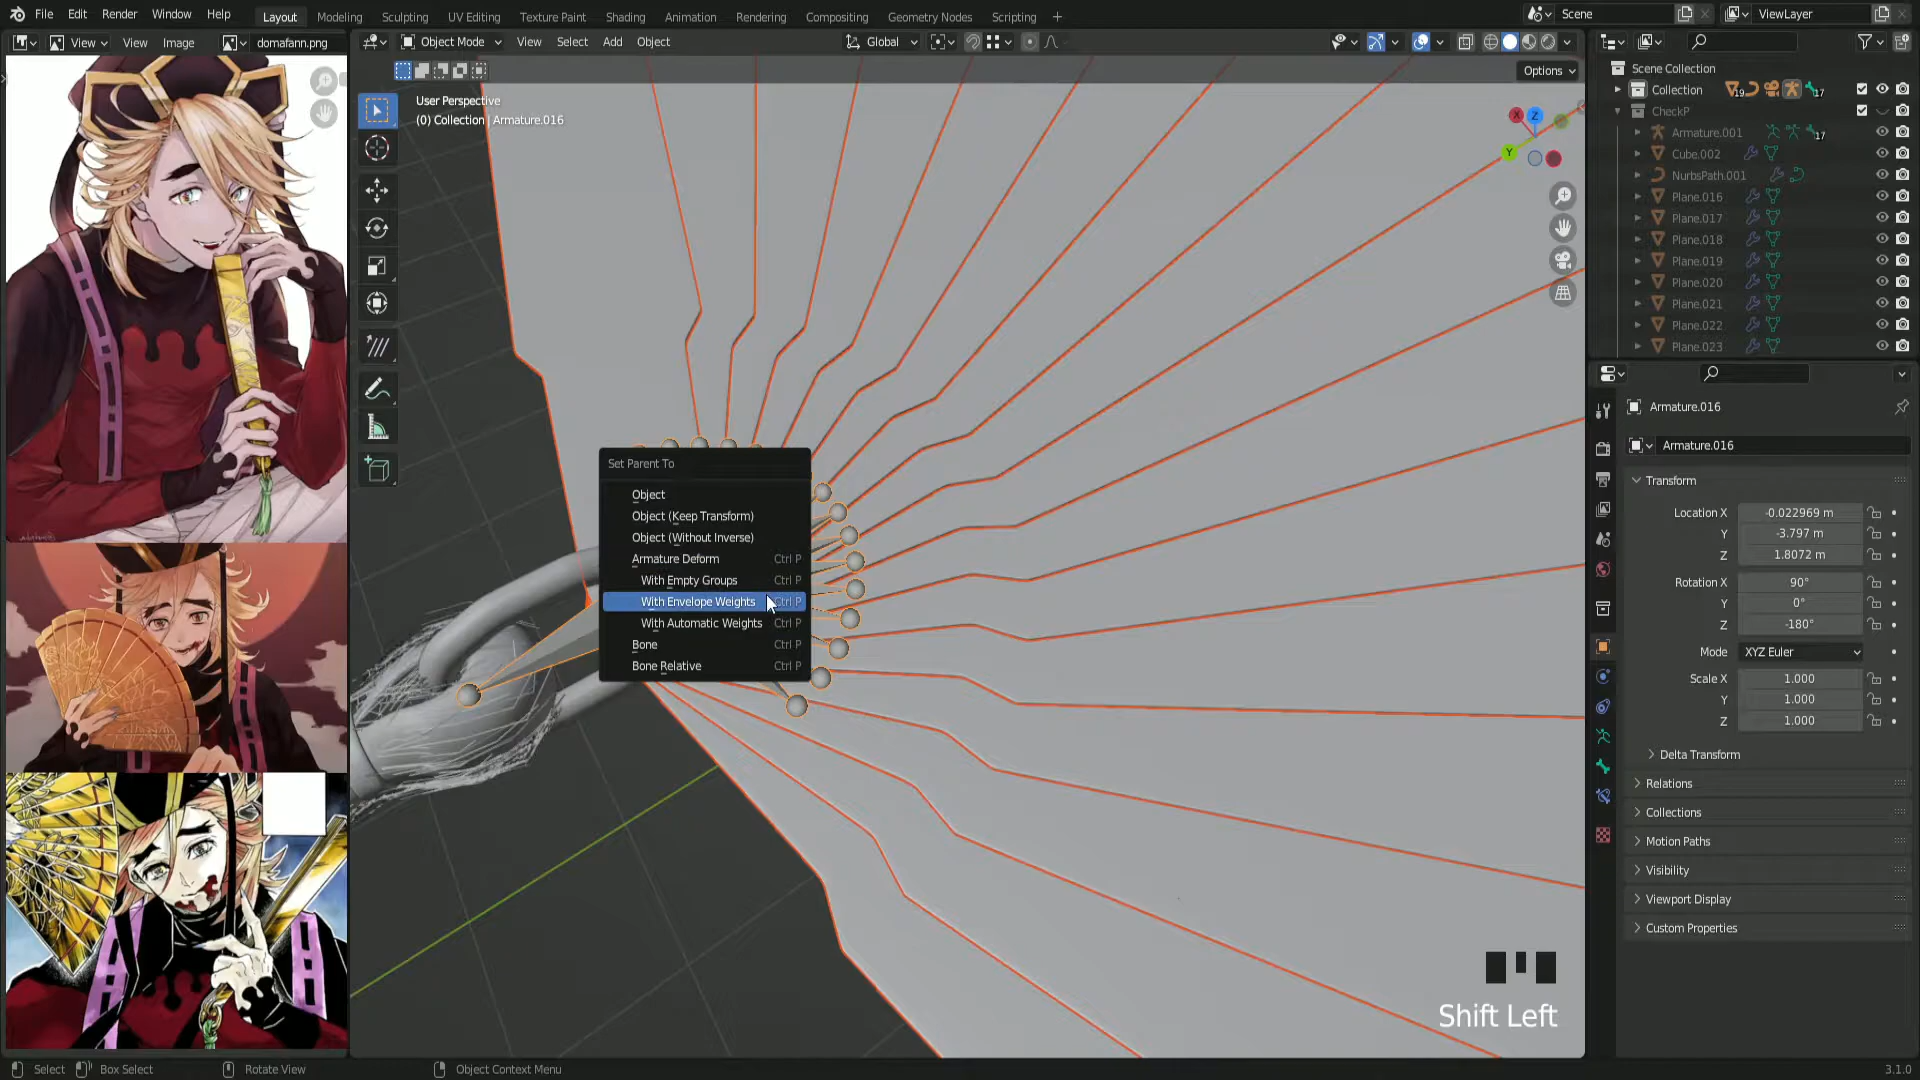 File Edit Render Window Help Layout Modeling Sculpting UV Editing Texture Paint Shading Animation Rendering Compositing Geometry Nodes Scripting + Scene ViewLayer
View View Image domafann.png Object Mode View Select Add Object Global
Options
User Perspective
(0) Collection | Armature.016
X Z
Y
Scene Collection
Collection 19 17
CheckP
Armature.001 17
Cube.002
NurbsPath.001
Plane.016
Plane.017
Plane.018
Plane.019
Plane.020
Plane.021
Plane.022
Plane.023
Set Parent To
Object
Object (Keep Transform)
Object (Without Inverse)
Armature Deform Ctrl P
With Empty Groups Ctrl P
With Envelope Weights Ctrl P
With Automatic Weights Ctrl P
Bone Ctrl P
Bone Relative Ctrl P
Armature.016
Armature.016
Transform
Location X -0.022969 m
Y -3.797 m
Z 1.8072 m
Rotation X 90°
Y 0°
Z -180°
Mode XYZ Euler
Scale X 1.000
Y 1.000
Z 1.000
Delta Transform
Relations
Collections
Motion Paths
Visibility
Viewport Display
Custom Properties
Shift Left
Select Box Select Rotate View Object Context Menu 3.1.0